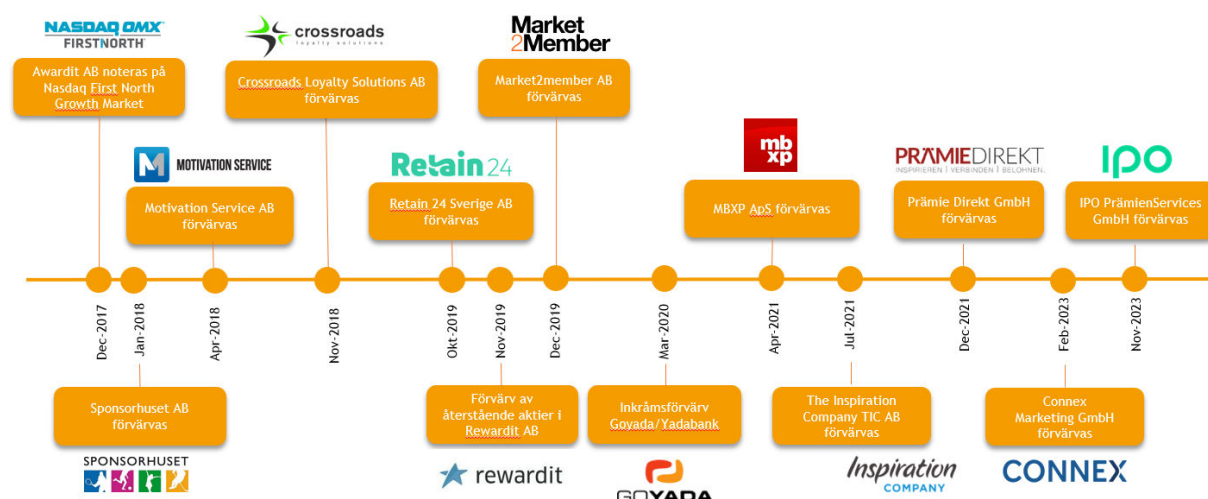 NASDAQ OMX
FIRSTNORTH
Awardit AB noteras på
Nasdaq First North
Growth Market
crossroads
loyalty solutions
Crossroads Loyalty Solutions AB
förvärvas
Market
2Member
Market2member AB
förvärvas
M
MOTIVATION SERVICE
Motivation Service AB
förvärvas
Retain 24
Retain 24 Sverige AB
förvärvas
mb
xp
MBXP ApS förvärvas
PRÄMIEDIREKT
INSPIRIEREN | VERBINDEN | BELOHNEN.
Prämie Direkt GmbH
förvärvas
IPO
IPO PrämienServices
GmbH förvärvas
Dec-2017
Jan-2018
Apr-2018
Nov-2018
Okt-2019
Nov-2019
Dec-2019
Mar-2020
Apr-2021
Jul-2021
Dec-2021
Feb-2023
Nov-2023
Sponsorhuset AB
förvärvas
SPONSORHUSET
Förvärv av
återstående aktier i
Rewardit AB
rewardit
Inkråmsförvärv
Goyada/Yadabank
GOYADA
The Inspiration
Company TIC AB
förvärvas
Inspiration
COMPANY
Connex
Marketing GmbH
förvärvas
CONNEX